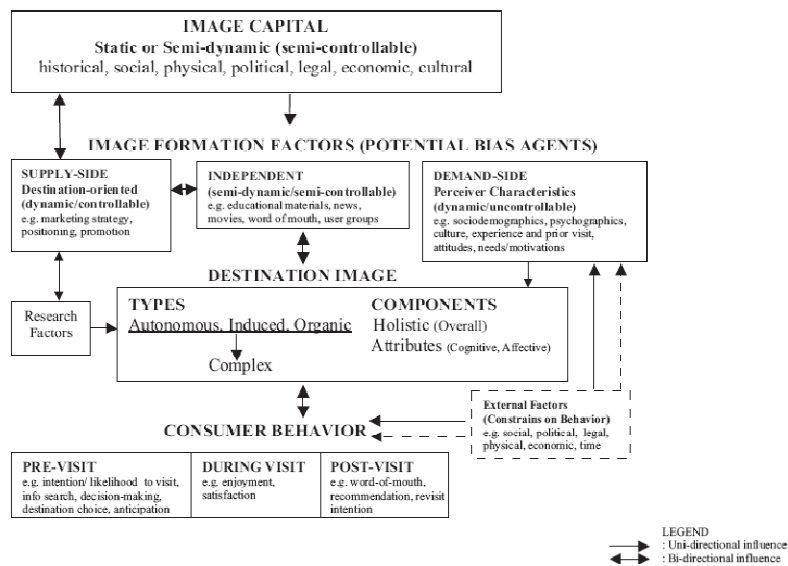 IMAGE CAPITAL
Static or Semi-dynamic (semi-controllable)
historical, social, physical, political, legal, economic, cultural
IMAGE FORMATION FACTORS (POTENTIAL BIAS AGENTS)
SUPPLY-SIDE
Destination-oriented
(dynamic/controllable)
e.g. marketing strategy,
positioning, promotion
INDEPENDENT
(semi-dynamic/semi-controllable)
e.g. educational materials, news,
movies, word of mouth, user groups
DEMAND-SIDE
Perceiver Characteristics
(dynamic/uncontrollable)
e.g. sociodemographics, psychographics,
culture, experience and prior visit,
attitudes, needs/motivations
DESTINATION IMAGE
Research
Factors
TYPES
Autonomous, Induced, Organic
Complex
COMPONENTS
Holistic (Overall)
Attributes (Cognitive, Affective)
External Factors
(Constrains on Behavior)
e.g. social, political, legal,
physical, economic, time
CONSUMER BEHAVIOR
PRE-VISIT
e.g. intention/ likelihood to visit,
info search, decision-making,
destination choice, anticipation
DURING VISIT
e.g. enjoyment,
satisfaction
POST-VISIT
e.g. word-of-mouth,
recommendation, revisit
intention
LEGEND
: Uni-directional influence
: Bi-directional influence